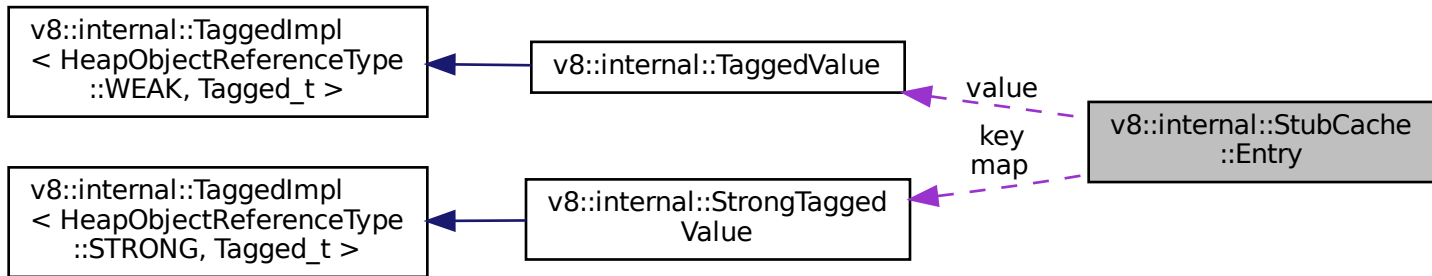 v8::internal::TaggedImpl
< HeapObjectReferenceType
::WEAK, Tagged_t >
v8::internal::TaggedValue
value
v8::internal::StubCache
::Entry
key
map
v8::internal::TaggedImpl
< HeapObjectReferenceType
::STRONG, Tagged_t >
v8::internal::StrongTagged
Value